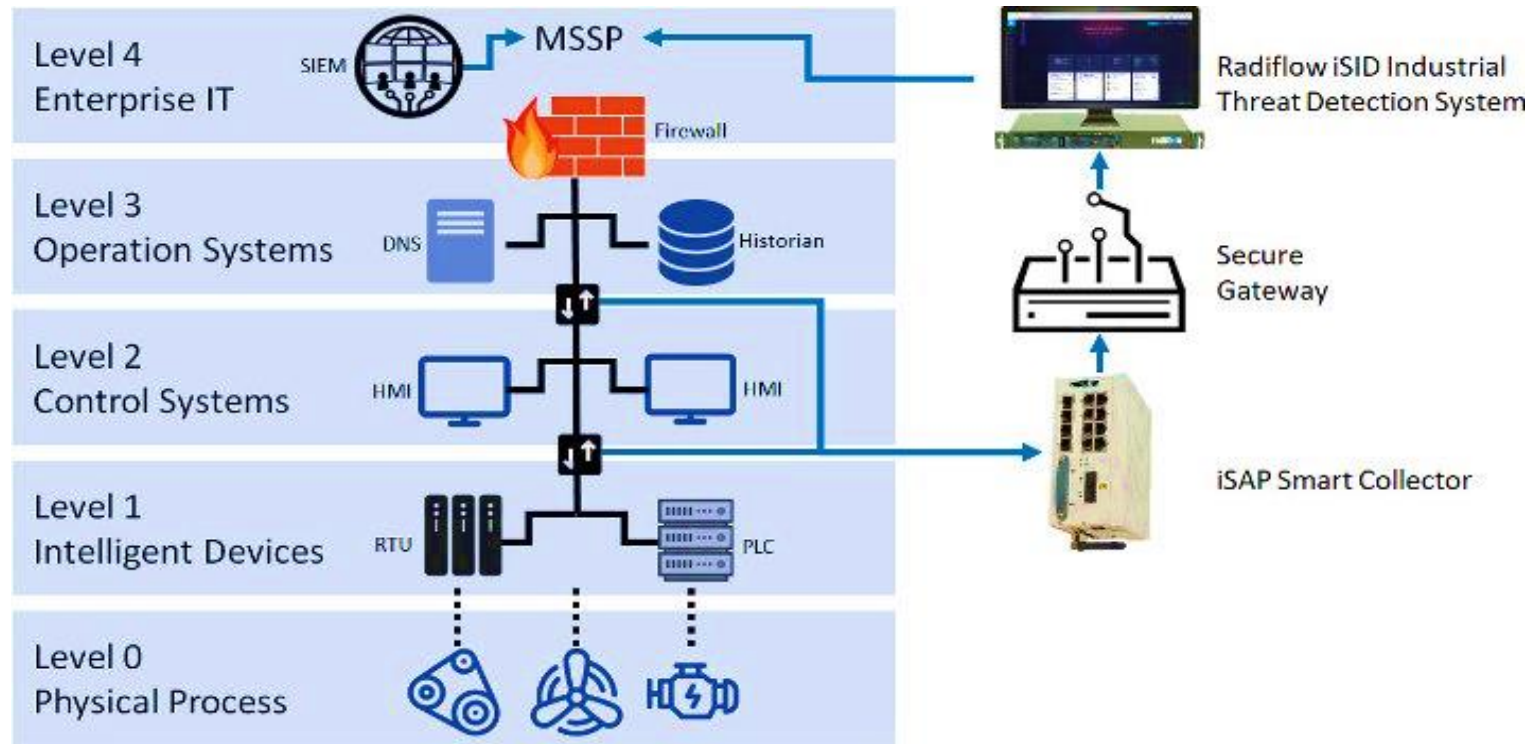 Level 4
Enterprise IT
SIEM
MSSP
Firewall
Radiflow iSID Industrial
Threat Detection System
Level 3
Operation Systems
DNS
Historian
Secure
Gateway
Level 2
Control Systems
HMI
HMI
iSAP Smart Collector
Level 1
Intelligent Devices
RTU
PLC
Level 0
Physical Process